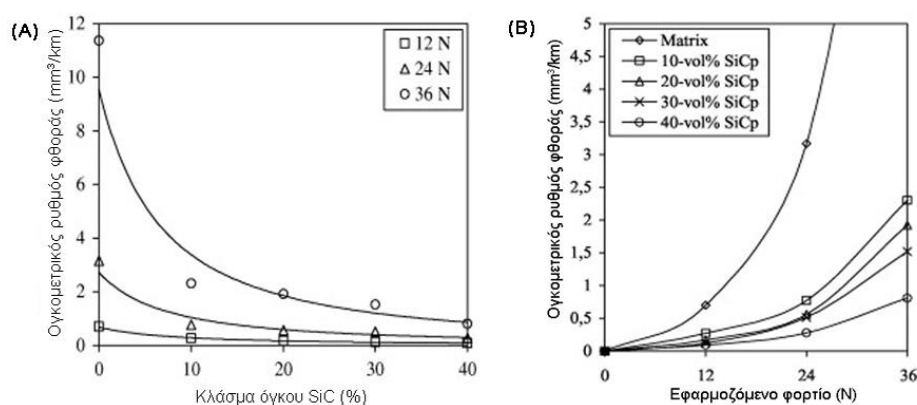 (A)
Ογκομετρικός ρυθμός φθοράς (mm³/km)
12
10
8
6
4
2
0
12 N
24 N
36 N
0 10 20 30 40
Κλάσμα όγκου SiC (%)
(B)
Ογκομετρικός ρυθμός φθοράς (mm³/km)
5
4,5
4
3,5
3
2,5
2
1,5
1
0,5
0
Matrix
10-vol% SiCp
20-vol% SiCp
30-vol% SiCp
40-vol% SiCp
0 12 24 36
Εφαρμοζόμενο φορτίο (N)